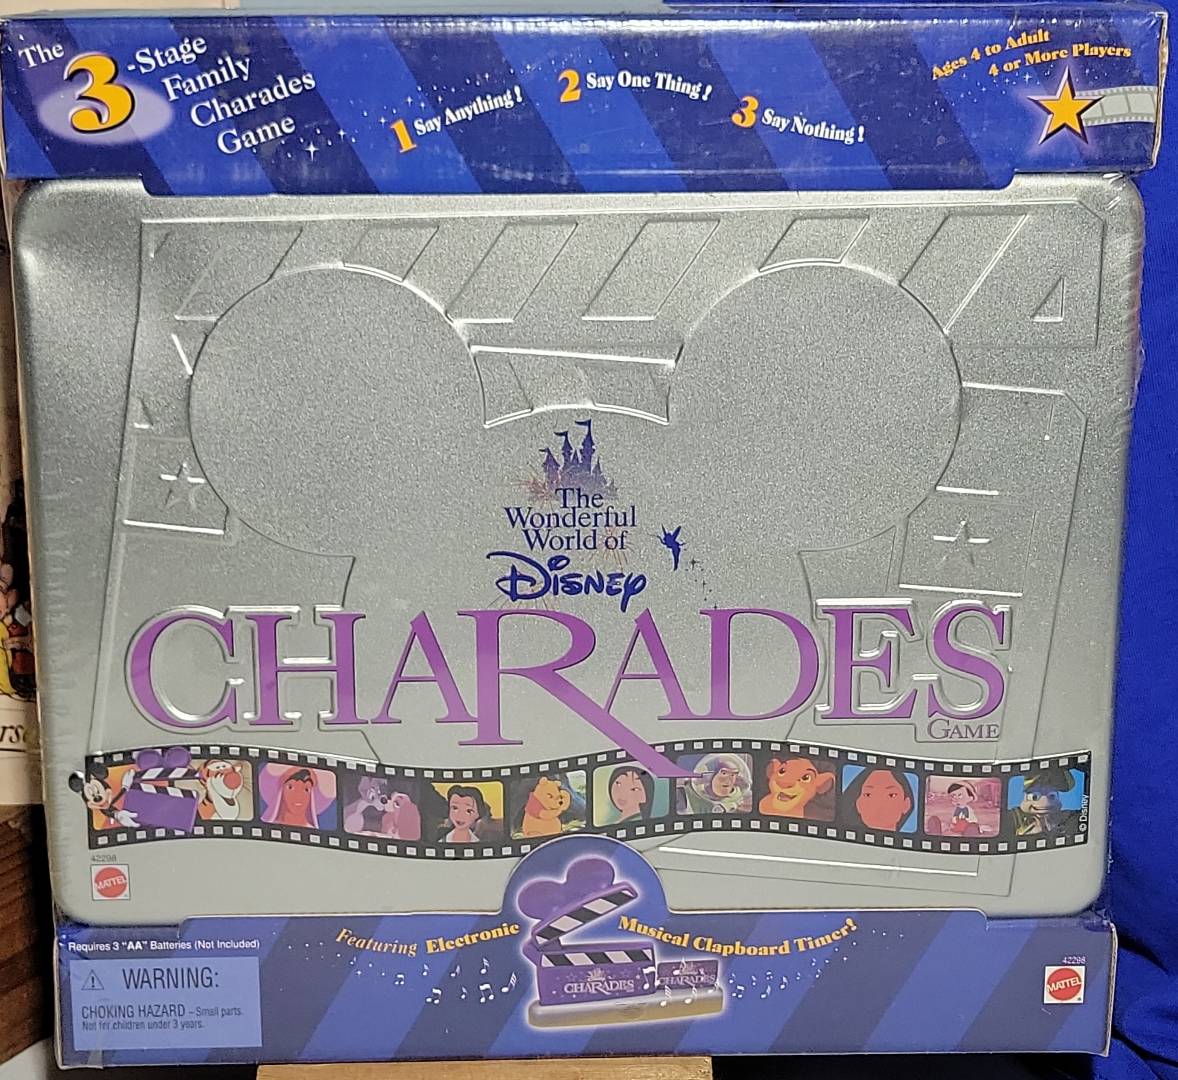 The
3-Stage
Family
Charades
Game
1 Say Anything!
2 Say One Thing!
3 Say Nothing!
Ages 4 to Adult
4 or More Players
The
Wonderful
World of
Disney
CHARADES
GAME
© Disney
42298
MATTEL
Requires 3 "AA" Batteries (Not Included)
WARNING:
CHOKING HAZARD – Small parts.
Not for children under 3 years.
Featuring Electronic
Musical Clapboard Timer!
CHARADES
CHARADES
42298
MATTEL